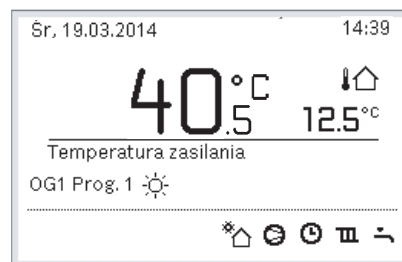 Śr, 19.03.2014 14:39
40.5°C 12.5°C
Temperatura zasilania
OG1 Prog. 1